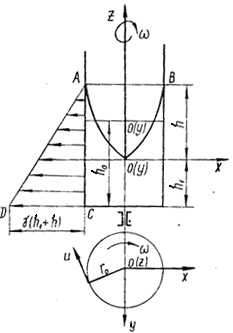 z
ω
A
B
O(y)
h
h₀
O(y)
x
h₁
D
C
γ(h₁+h)
ω
u
r₀
O(z)
x
y